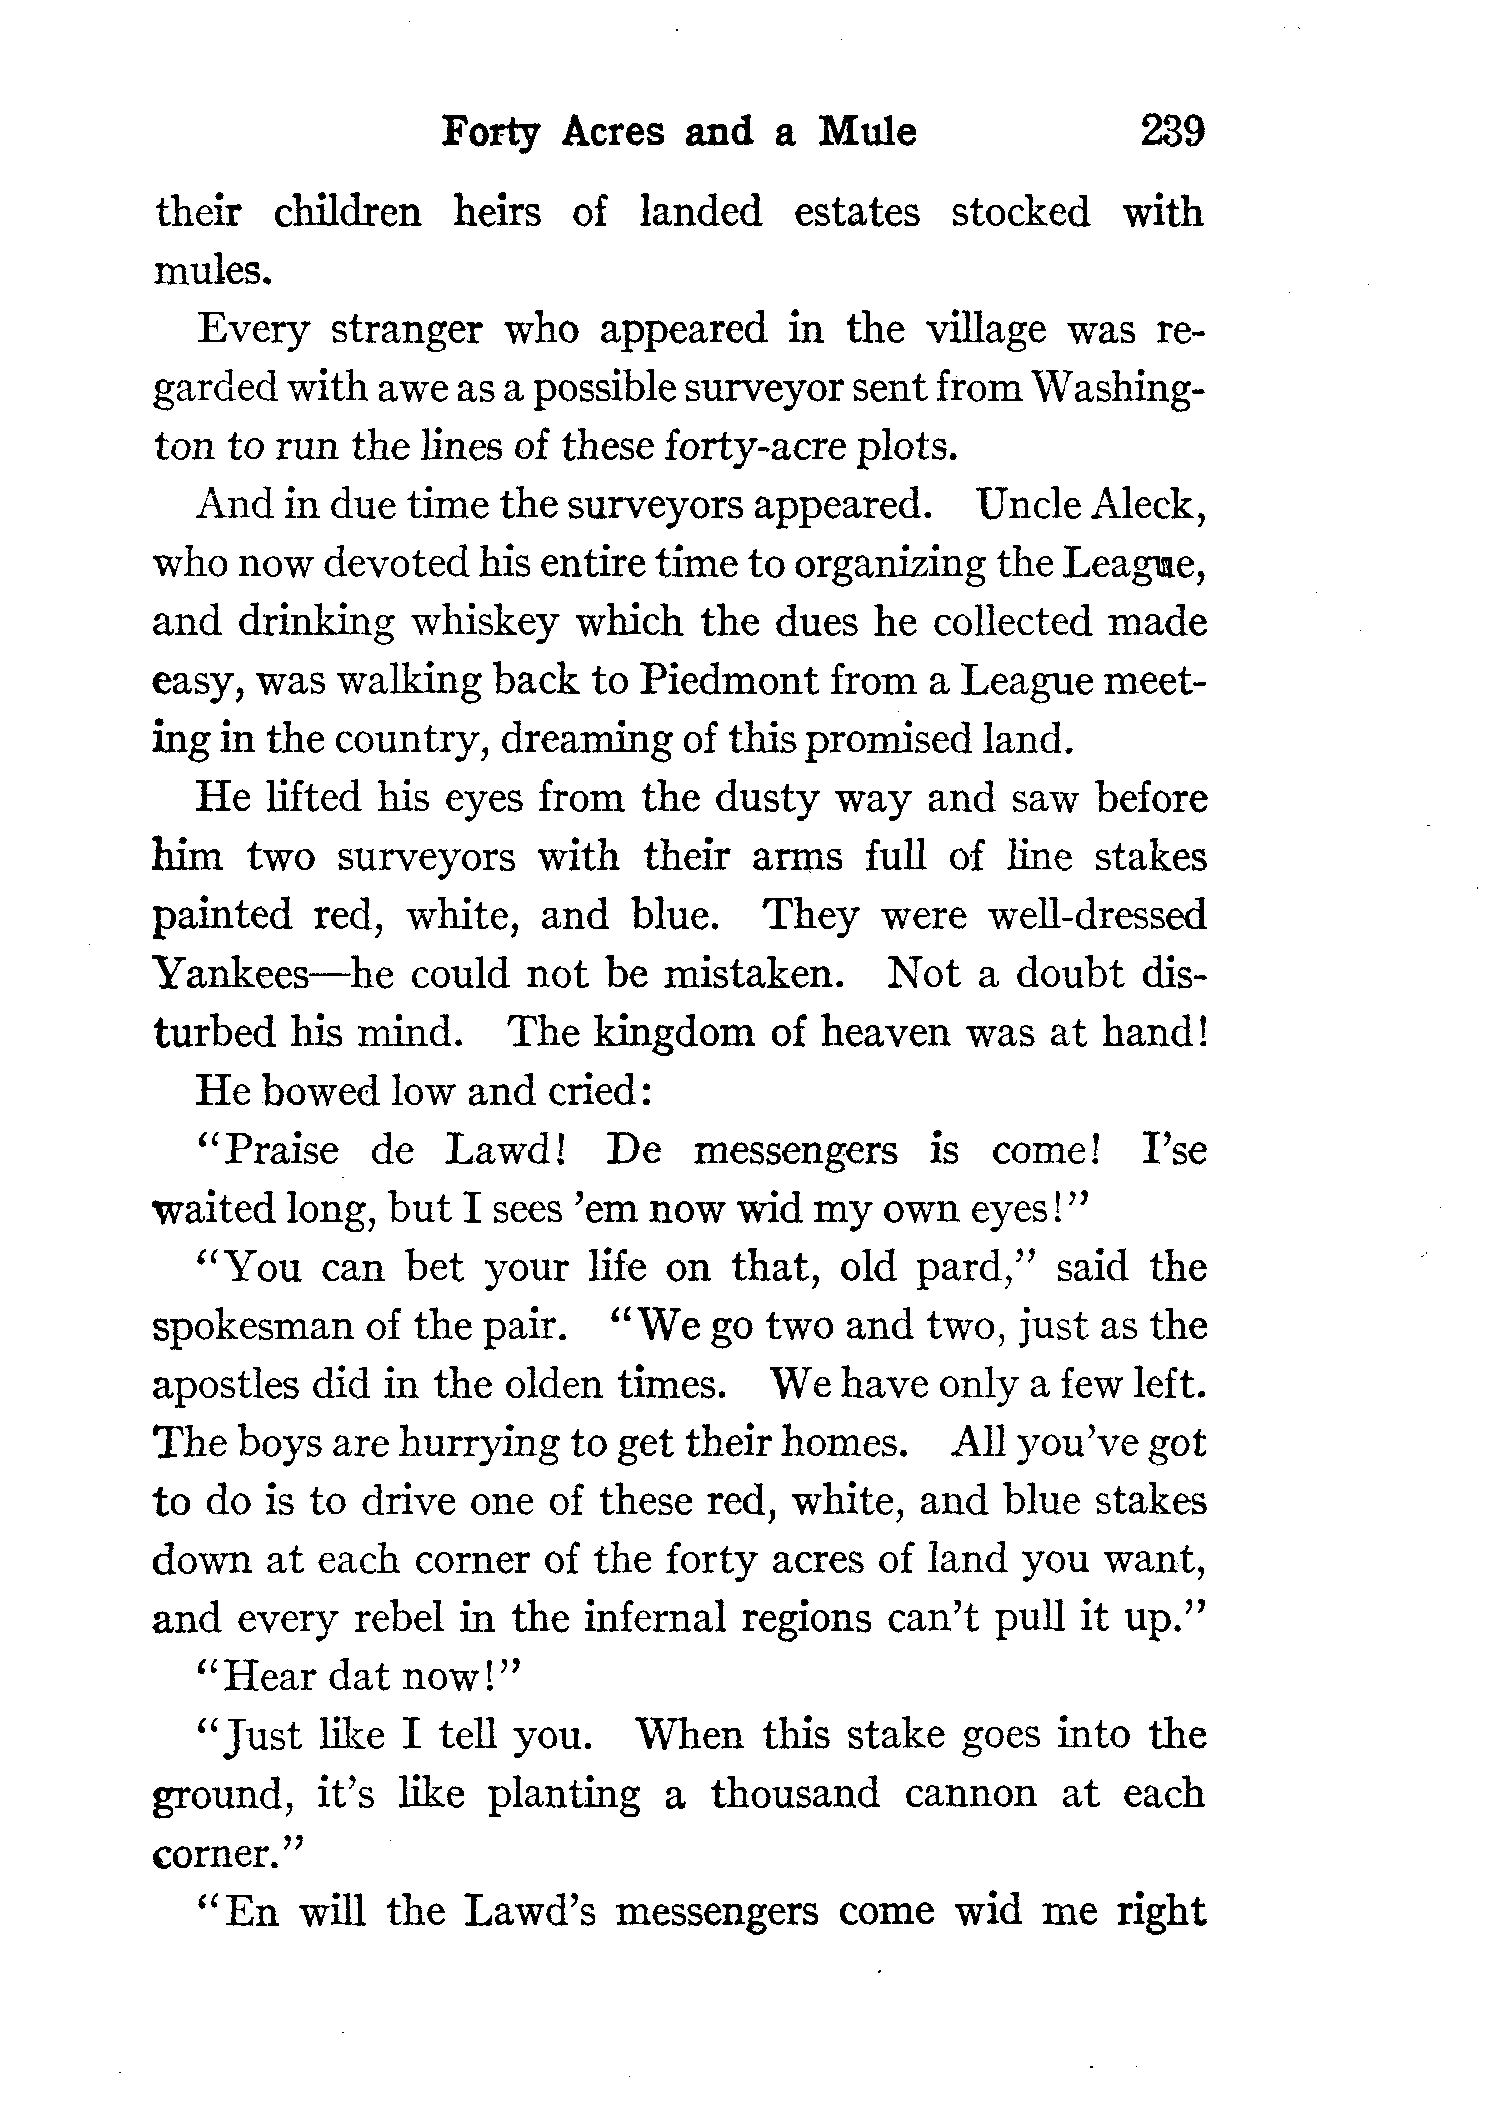 Forty Acres and a Mule 239
their children heirs of landed estates stocked with
mules.
Every stranger who appeared in the village was re-
garded with awe as a possible surveyor sent from Washing-
ton to run the lines of these forty-acre plots.
And in due time the surveyors appeared. Uncle Aleck,
who now devoted his entire time to organizing the League,
and drinking whiskey which the dues he collected made
easy, was walking back to Piedmont from a League meet-
ing in the country, dreaming of this promised land.
He lifted his eyes from the dusty way and saw before
him two surveyors with their arms full of line stakes
painted red, white, and blue. They were well-dressed
Yankees—he could not be mistaken. Not a doubt dis-
turbed his mind. The kingdom of heaven was at hand!
He bowed low and cried:
“Praise de Lawd! De messengers is come! I’se
waited long, but I sees ’em now wid my own eyes!”
“You can bet your life on that, old pard,” said the
spokesman of the pair. “We go two and two, just as the
apostles did in the olden times. We have only a few left.
The boys are hurrying to get their homes. All you’ve got
to do is to drive one of these red, white, and blue stakes
down at each corner of the forty acres of land you want,
and every rebel in the infernal regions can’t pull it up.”
“Hear dat now!”
“Just like I tell you. When this stake goes into the
ground, it’s like planting a thousand cannon at each
corner.”
“En will the Lawd’s messengers come wid me right